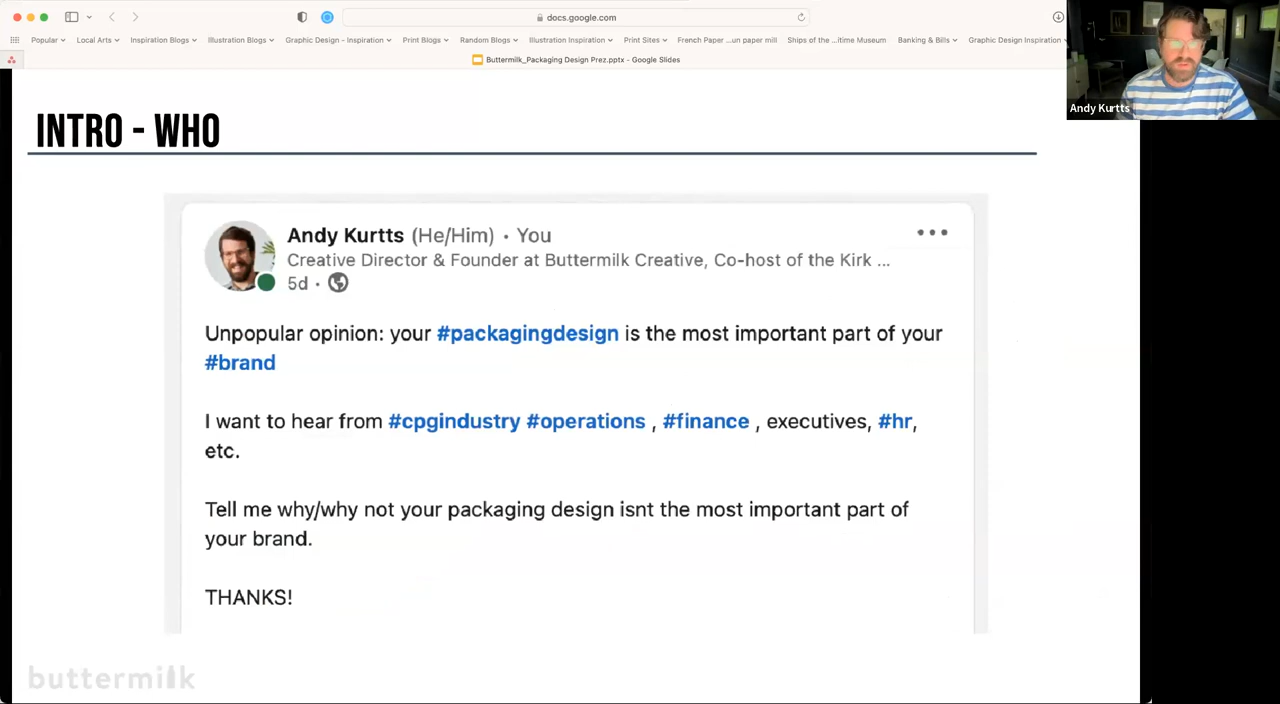 docs.google.com
Popular
Local Arts
Inspiration Blogs
Illustration Blogs
Graphic Design - Inspiration
Print Blogs
Random Blogs
Illustration Inspiration
Print Sites
French Paper ...un paper mill
Ships of the ...itime Museum
Banking & Bills
Graphic Design Inspiration
Buttermilk_Packaging Design Prez.pptx - Google Slides
Andy Kurtts
INTRO - WHO
Andy Kurtts (He/Him) • You
Creative Director & Founder at Buttermilk Creative, Co-host of the Kirk ...
5d •
Unpopular opinion: your #packagingdesign is the most important part of your
#brand
I want to hear from #cpgindustry #operations , #finance , executives, #hr,
etc.
Tell me why/why not your packaging design isnt the most important part of
your brand.
THANKS!
buttermilk